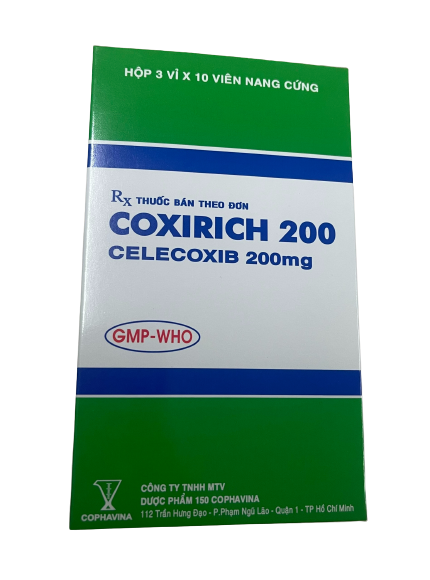 HỘP 3 VỈ X 10 VIÊN NANG CỨNG
Rx THUỐC BÁN THEO ĐƠN
COXIRICH 200
CELECOXIB 200mg
GMP-WHO
COPHAVINA
CÔNG TY TNHH MTV
DƯỢC PHẨM 150 COPHAVINA
112 Trần Hưng Đạo - P.Phạm Ngũ Lão - Quận 1 - TP Hồ Chí Minh